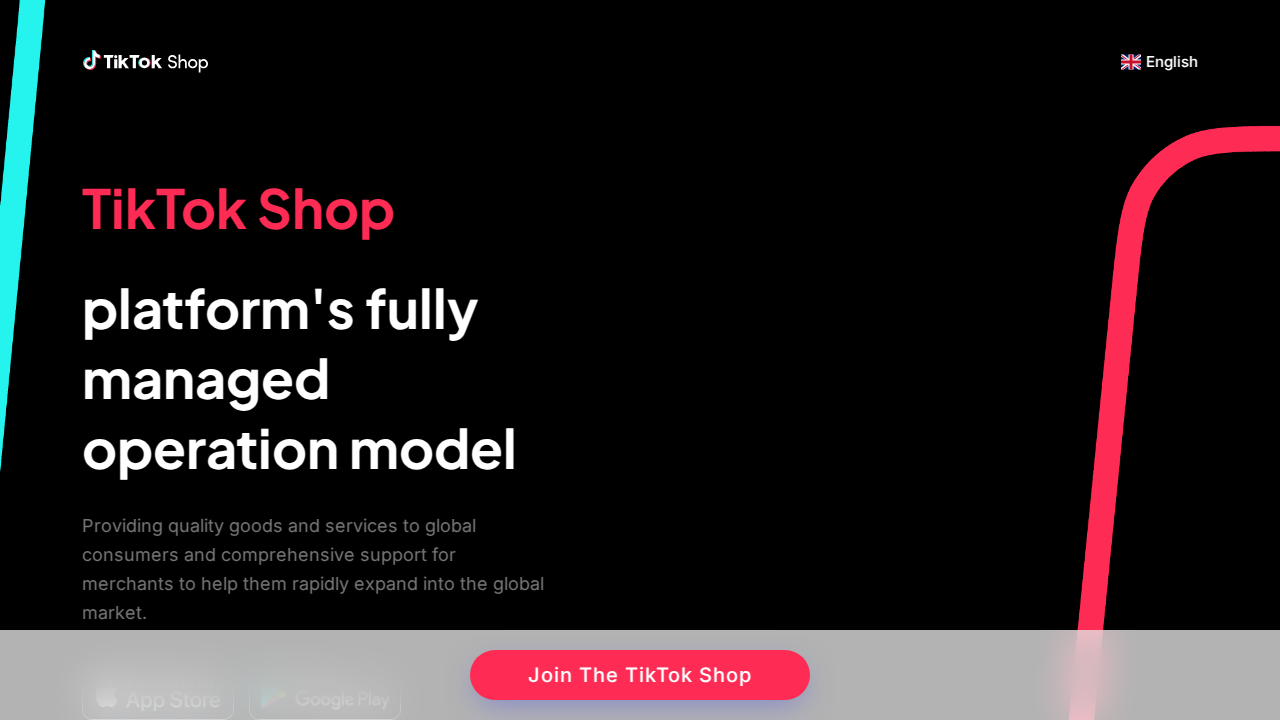 TikTok Shop
English
TikTok Shop
platform's fully
managed
operation model
Providing quality goods and services to global
consumers and comprehensive support for
merchants to help them rapidly expand into the global
market.
Join The TikTok Shop
App Store
Google Play